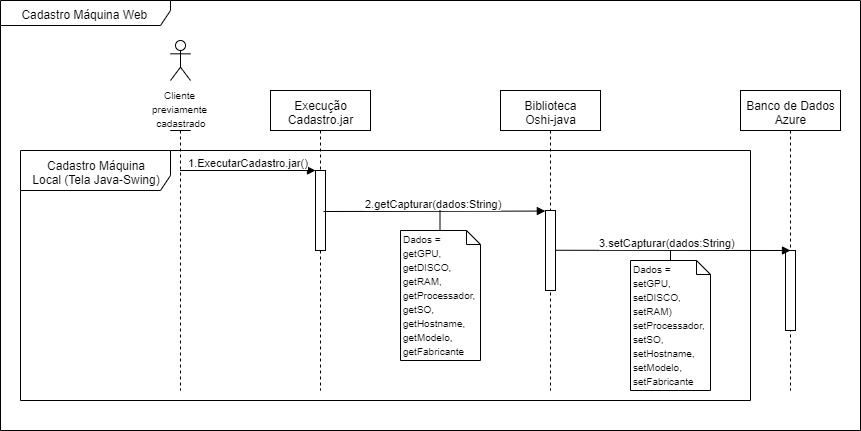 Cadastro Máquina Web
Cliente
previamente
cadastrado
Execução
Cadastro.jar
Biblioteca
Oshi-java
Banco de Dados
Azure
Cadastro Máquina
Local (Tela Java-Swing)
1.ExecutarCadastro.jar()
2.getCapturar(dados:String)
3.setCapturar(dados:String)
Dados =
getGPU,
getDISCO,
getRAM,
getProcessador,
getSO,
getHostname,
getModelo,
getFabricante
Dados =
setGPU,
setDISCO,
setRAM)
setProcessador,
setSO,
setHostname,
setModelo,
setFabricante